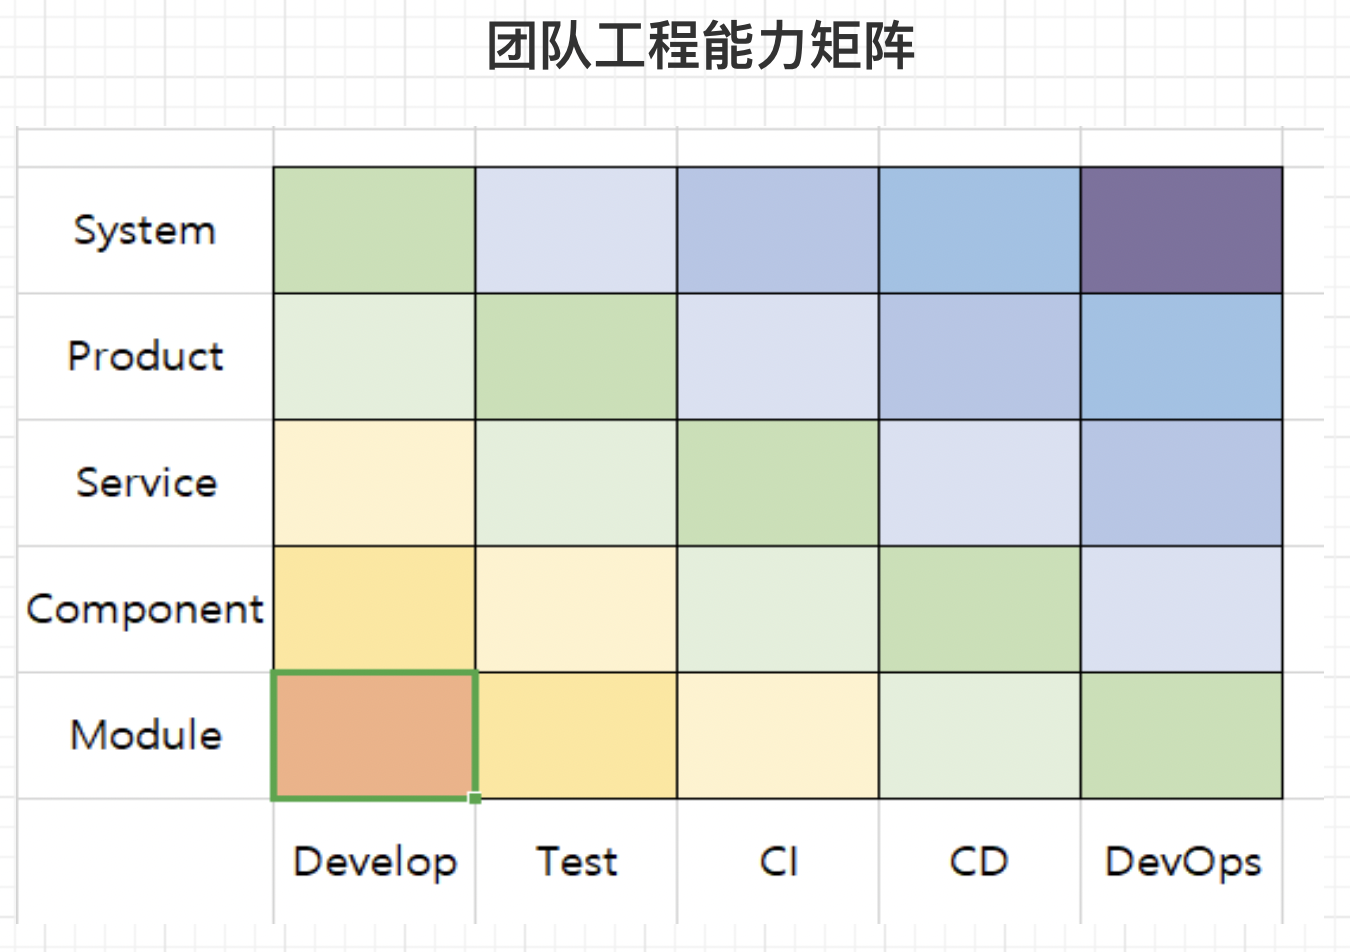 团队工程能力矩阵
System
Product
Service
Component
Module
Develop Test CI CD DevOps